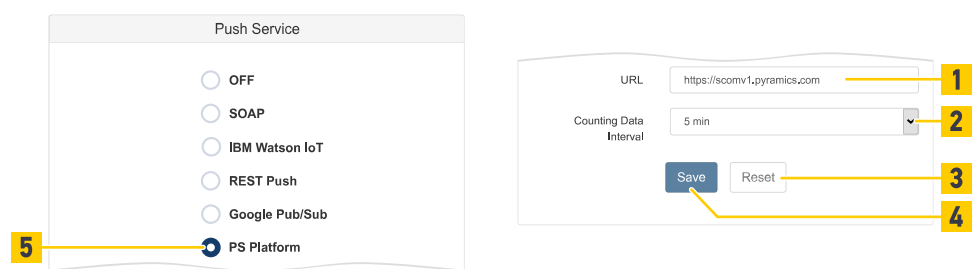 Push Service
OFF
SOAP
IBM Watson IoT
REST Push
Google Pub/Sub
5
PS Platform
URL
https://scomv1.pyramics.com
1
Counting Data
Interval
5 min
2
Save
Reset
3
4